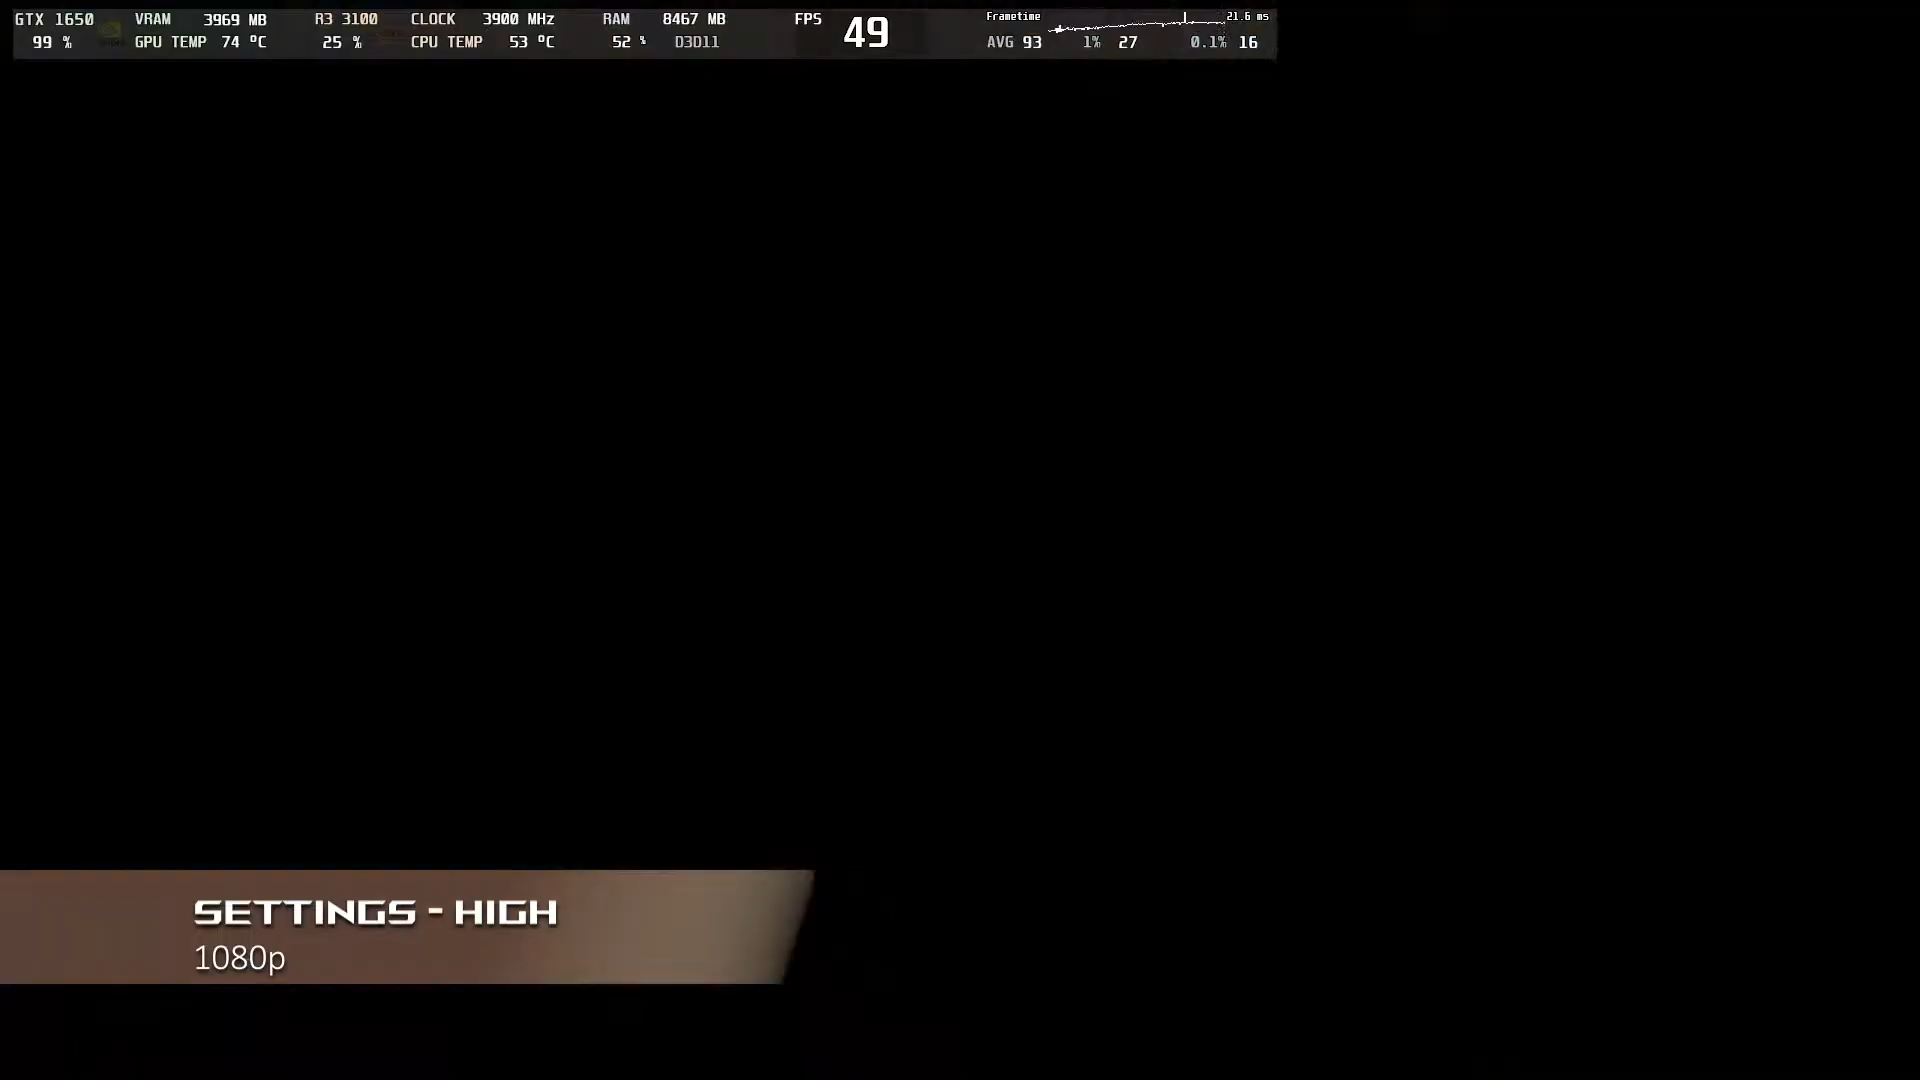 GTX 1650 VRAM 3969 MB R3 3100 CLOCK 3900 MHz RAM 8467 MB FPS 49 Frametime 21.6 ms
99 % GPU TEMP 74 °C 25 % CPU TEMP 53 °C 52 % D3D11 AVG 93 1% 27 0.1% 16
SETTINGS - HIGH
1080p